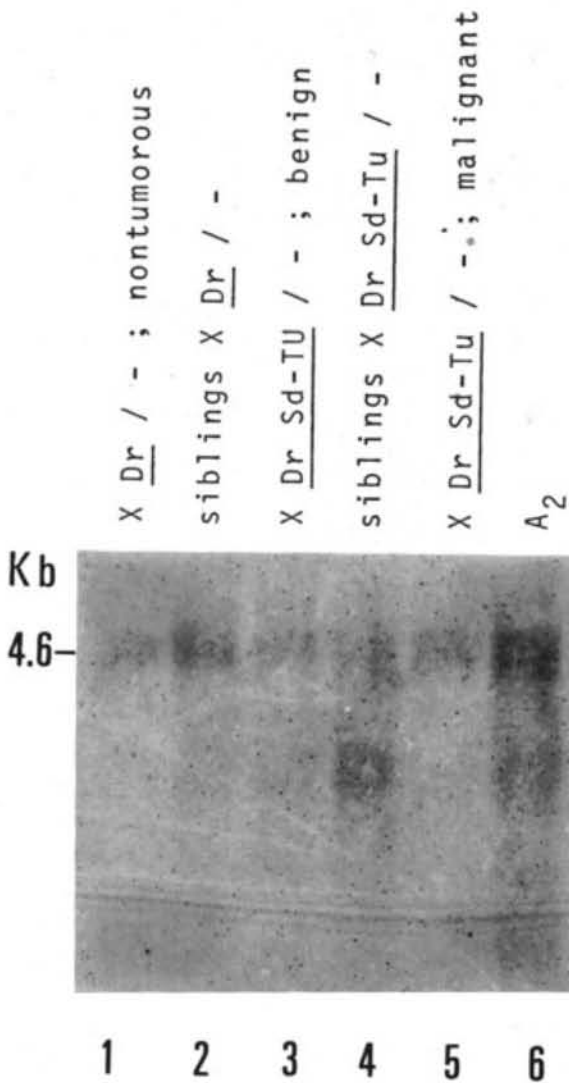 X Dr / - ; nontumorous
siblings X Dr / -
X Dr Sd-TU / - ; benign
siblings X Dr Sd-Tu / -
X Dr Sd-Tu / - ; malignant
A2
Kb
4.6-
1 2 3 4 5 6